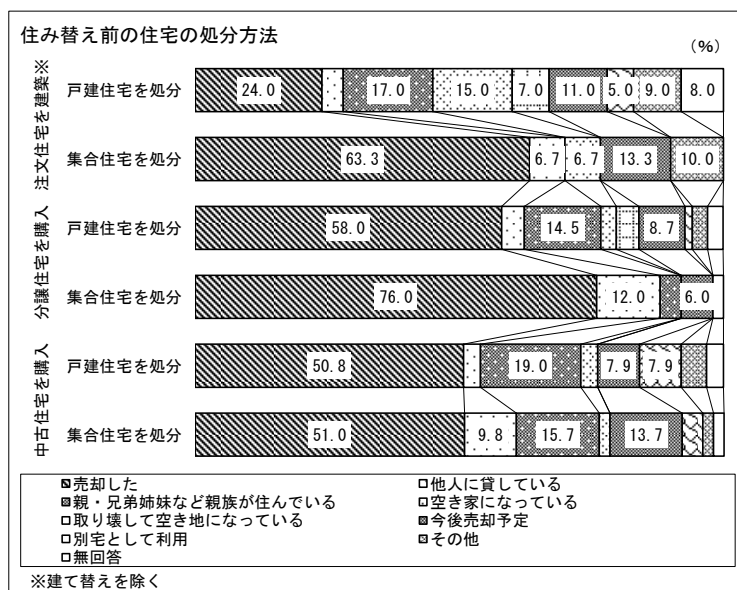 住み替え前の住宅の処分方法
(%)
注文住宅を建築※
戸建住宅を処分
24.0 17.0 15.0 7.0 11.0 5.0 9.0 8.0
集合住宅を処分
63.3 6.7 6.7 13.3 10.0
分譲住宅を購入
戸建住宅を処分
58.0 14.5 8.7
集合住宅を処分
76.0 12.0 6.0
中古住宅を購入
戸建住宅を処分
50.8 19.0 7.9 7.9
集合住宅を処分
51.0 9.8 15.7 13.7
売却した 他人に貸している
親・兄弟姉妹など親族が住んでいる 空き家になっている
取り壊して空き地になっている 今後売却予定
別宅として利用 その他
無回答
※建て替えを除く